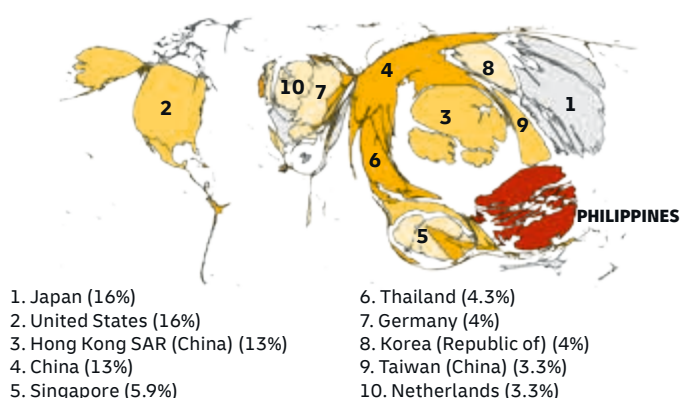 10
7
4
8
1
2
3
9
6
PHILIPPINES
5
1. Japan (16%)
2. United States (16%)
3. Hong Kong SAR (China) (13%)
4. China (13%)
5. Singapore (5.9%)
6. Thailand (4.3%)
7. Germany (4%)
8. Korea (Republic of) (4%)
9. Taiwan (China) (3.3%)
10. Netherlands (3.3%)